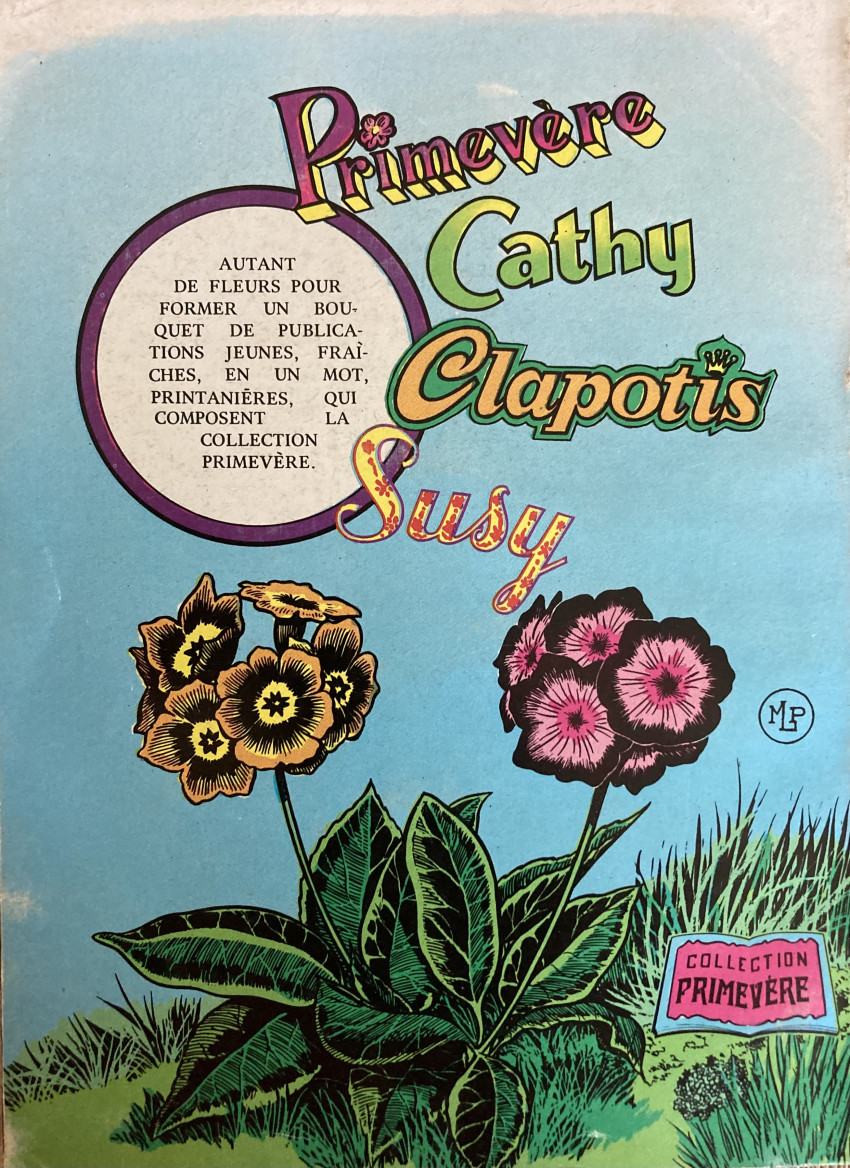 Primevère
Cathy
Clapotis
Susy
AUTANT
DE FLEURS POUR
FORMER UN BOU-
QUET DE PUBLICA-
TIONS JEUNES, FRAÎ-
CHES, EN UN MOT,
PRINTANIÈRES, QUI
COMPOSENT LA
COLLECTION
PRIMEVÈRE.
MLP
COLLECTION
PRIMEVÈRE